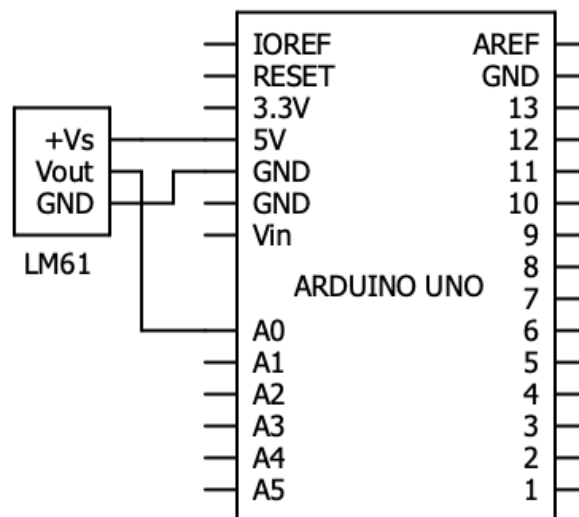 IOREF
RESET
3.3V
5V
GND
GND
Vin
A0
A1
A2
A3
A4
A5
AREF
GND
13
12
11
10
9
8
7
6
5
4
3
2
1
ARDUINO UNO
+Vs
Vout
GND
LM61